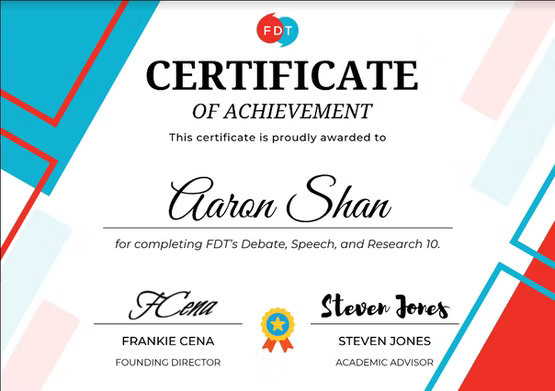 FDT
CERTIFICATE
OF ACHIEVEMENT
This certificate is proudly awarded to
Aaron Shan
for completing FDT's Debate, Speech, and Research 10.
FCena
Steven Jones
FRANKIE CENA
STEVEN JONES
FOUNDING DIRECTOR
ACADEMIC ADVISOR